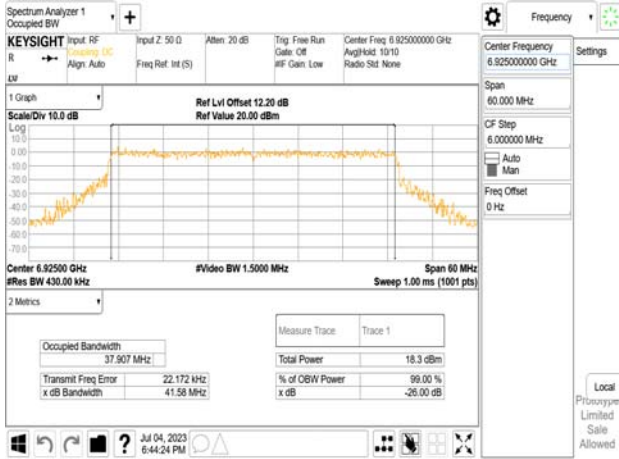 Spectrum Analyzer 1
Occupied BW
+
Frequency
KEYSIGHT
R
Input: RF
Coupling: DC
Align: Auto
Input Z: 50 Ω
Freq Ref: Int (S)
Atten: 20 dB
Trig: Free Run
Gate: Off
#IF Gain: Low
Center Freq: 6.925000000 GHz
Avg|Hold: 10/10
Radio Std: None
Center Frequency
6.925000000 GHz
Settings
Span
60.000 MHz
CF Step
6.000000 MHz
Auto
Man
Freq Offset
0 Hz
1 Graph
Scale/Div 10.0 dB
Ref Lvl Offset 12.20 dB
Ref Value 20.00 dBm
Log
10.0
0.00
-10.0
-20.0
-30.0
-40.0
-50.0
-60.0
-70.0
Center 6.92500 GHz
#Res BW 430.00 kHz
#Video BW 1.5000 MHz
Span 60 MHz
Sweep 1.00 ms (1001 pts)
2 Metrics
Measure Trace Trace 1
Occupied Bandwidth
37.907 MHz
Total Power 18.3 dBm
Transmit Freq Error 22.172 kHz
% of OBW Power 99.00 %
x dB Bandwidth 41.58 MHz
x dB -26.00 dB
Local
Prototype
Limited
Sale
Allowed
?
Jul 04, 2023
6:44:24 PM